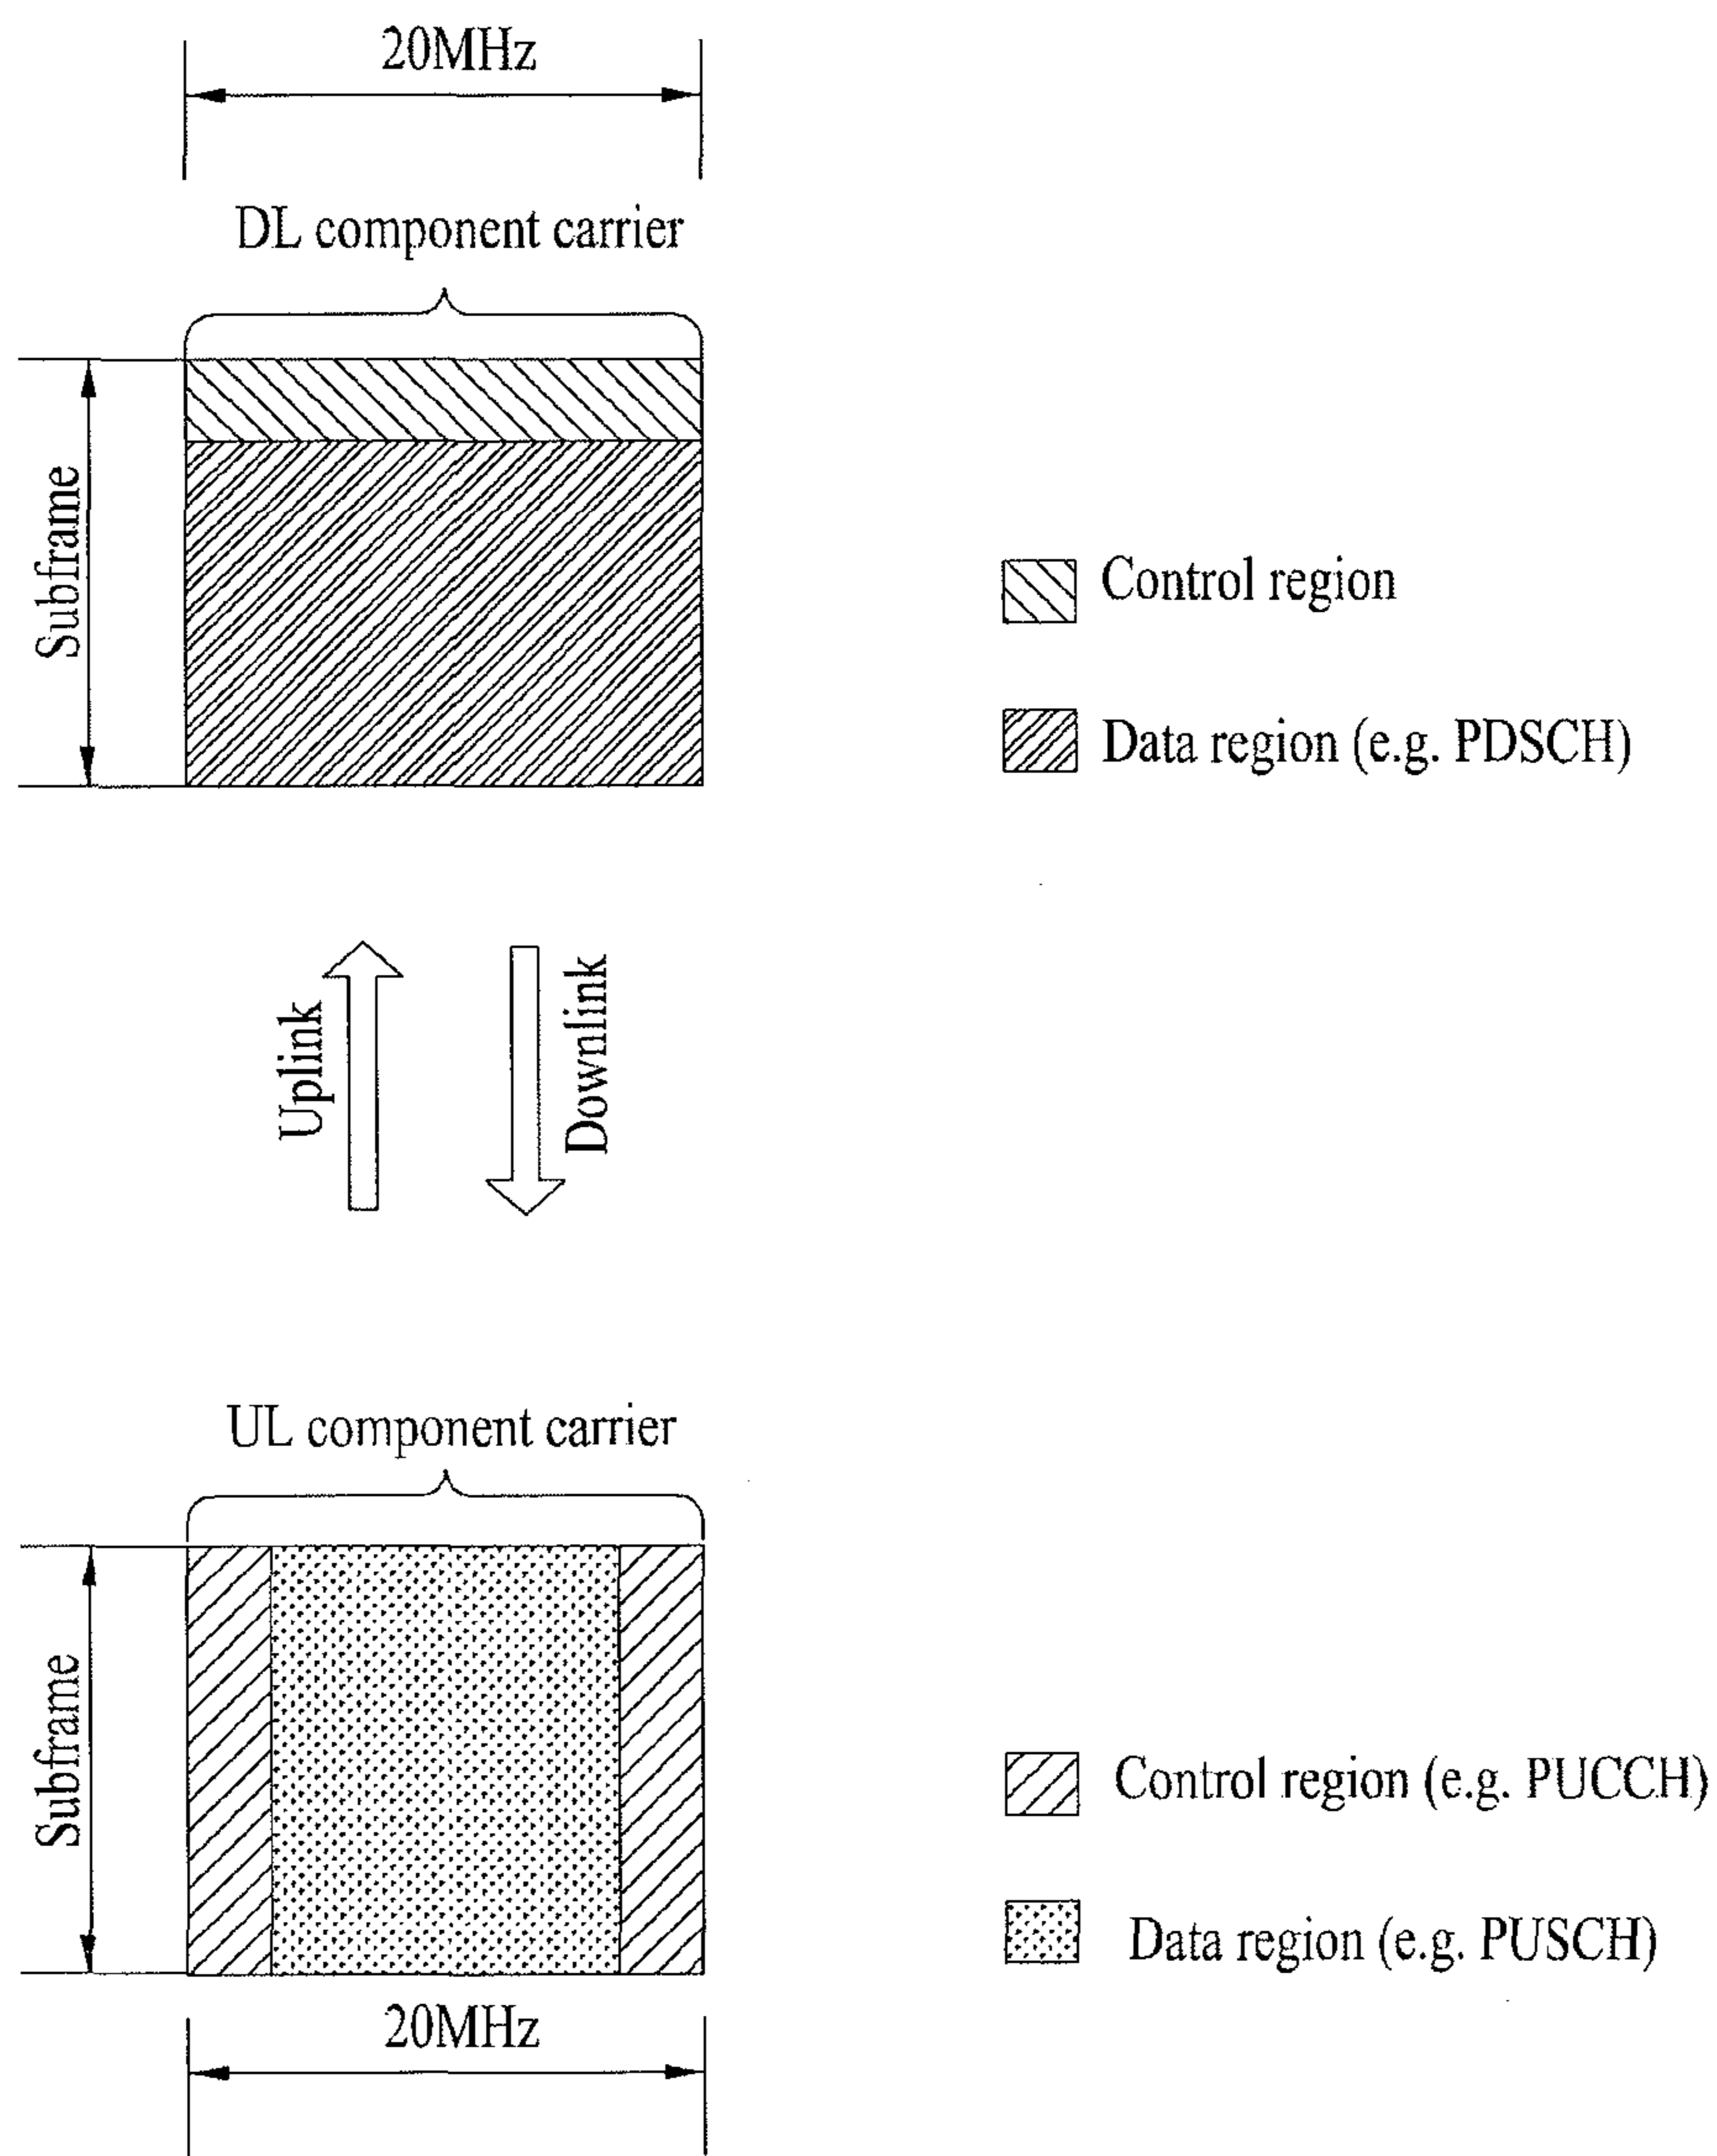 20MHz
DL component carrier
Subframe
Control region
Data region (e.g. PDSCH)
Uplink
Downlink
UL component carrier
Subframe
Control region (e.g. PUCCH)
Data region (e.g. PUSCH)
20MHz